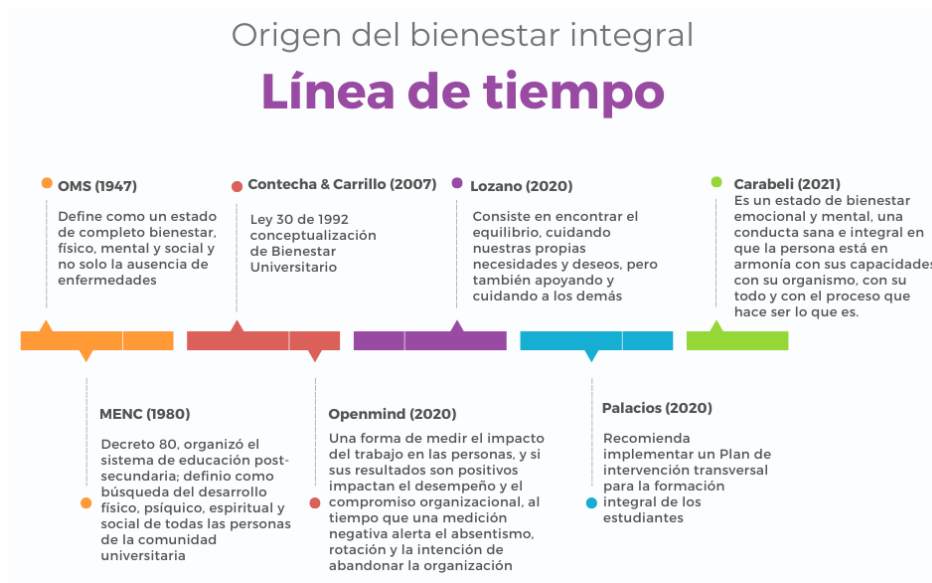 Origen del bienestar integral
Línea de tiempo
OMS (1947)
Define como un estado
de completo bienestar,
físico, mental y social y
no solo la ausencia de
enfermedades
Contecha & Carrillo (2007)
Ley 30 de 1992
conceptualización
de Bienestar
Universitario
Lozano (2020)
Consiste en encontrar el
equilibrio, cuidando
nuestras propias
necesidades y deseos, pero
también apoyando y
cuidando a los demás
Carabeli (2021)
Es un estado de bienestar
emocional y mental, una
conducta sana e integral en
que la persona está en
armonía con sus capacidades
con su organismo, con su
todo y con el proceso que
hace ser lo que es.
MENC (1980)
Decreto 80, organizó el
sistema de educación post-
secundaria; definio como
búsqueda del desarrollo
físico, psíquico, espiritual y
social de todas las personas
de la comunidad
universitaria
Openmind (2020)
Una forma de medir el impacto
del trabajo en las personas, y si
sus resultados son positivos
impactan el desempeño y el
compromiso organizacional, al
tiempo que una medición
negativa alerta el absentismo,
rotación y la intención de
abandonar la organización
Palacios (2020)
Recomienda
implementar un Plan de
intervención transversal
para la formación
integral de los
estudiantes